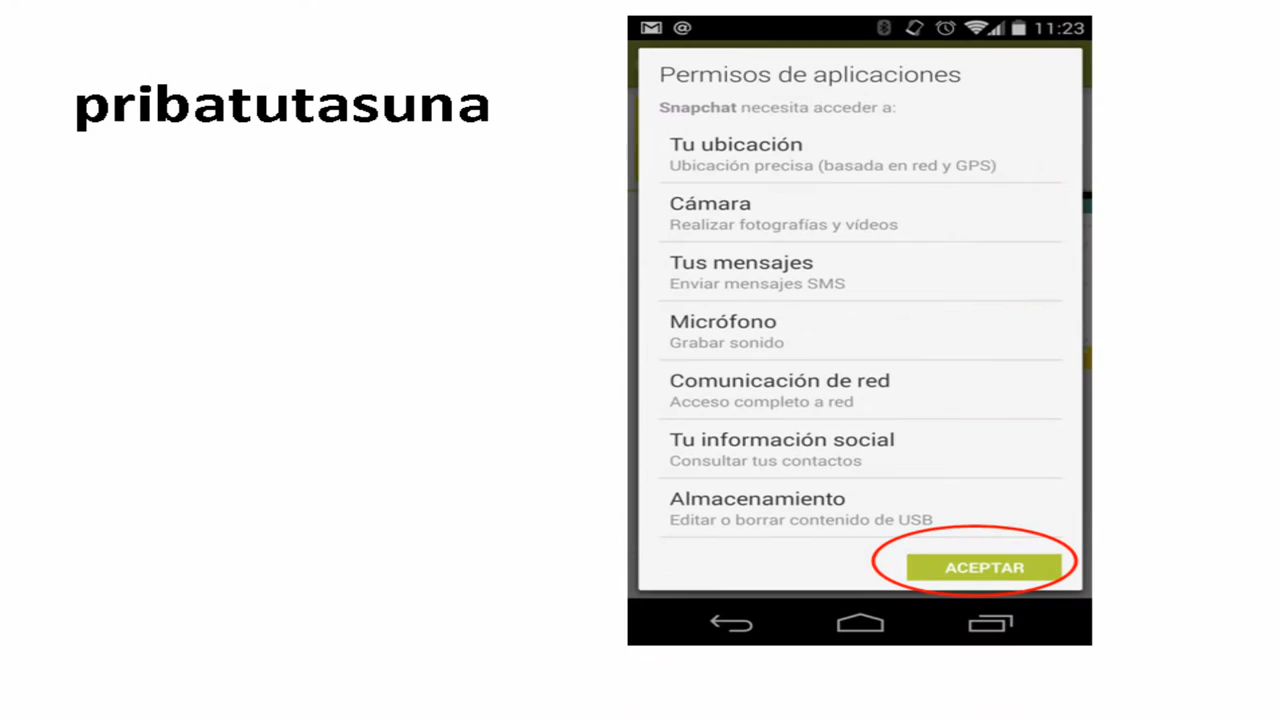 pribatutasuna
@
11:23
Permisos de aplicaciones
Snapchat necesita acceder a:
Tu ubicación
Ubicación precisa (basada en red y GPS)
Cámara
Realizar fotografías y vídeos
Tus mensajes
Enviar mensajes SMS
Micrófono
Grabar sonido
Comunicación de red
Acceso completo a red
Tu información social
Consultar tus contactos
Almacenamiento
Editar o borrar contenido de USB
ACEPTAR